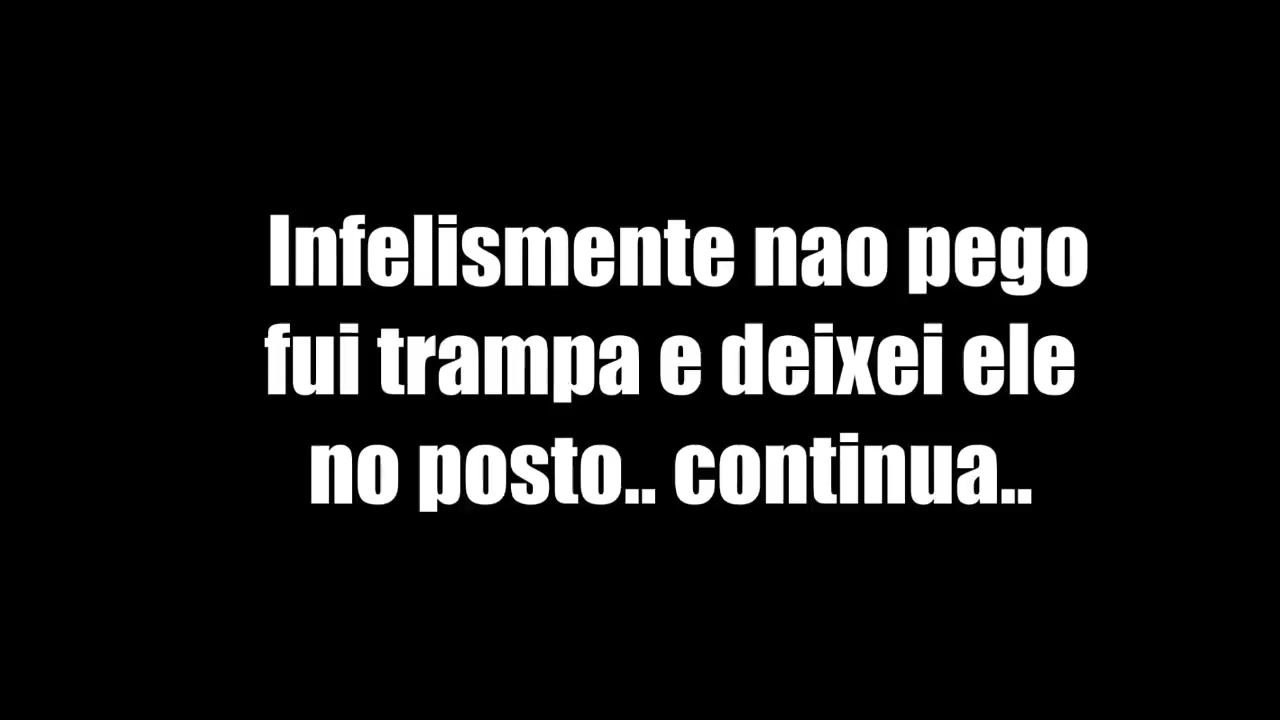 Infelismente nao pego
fui trampa e deixei ele
no posto.. continua..